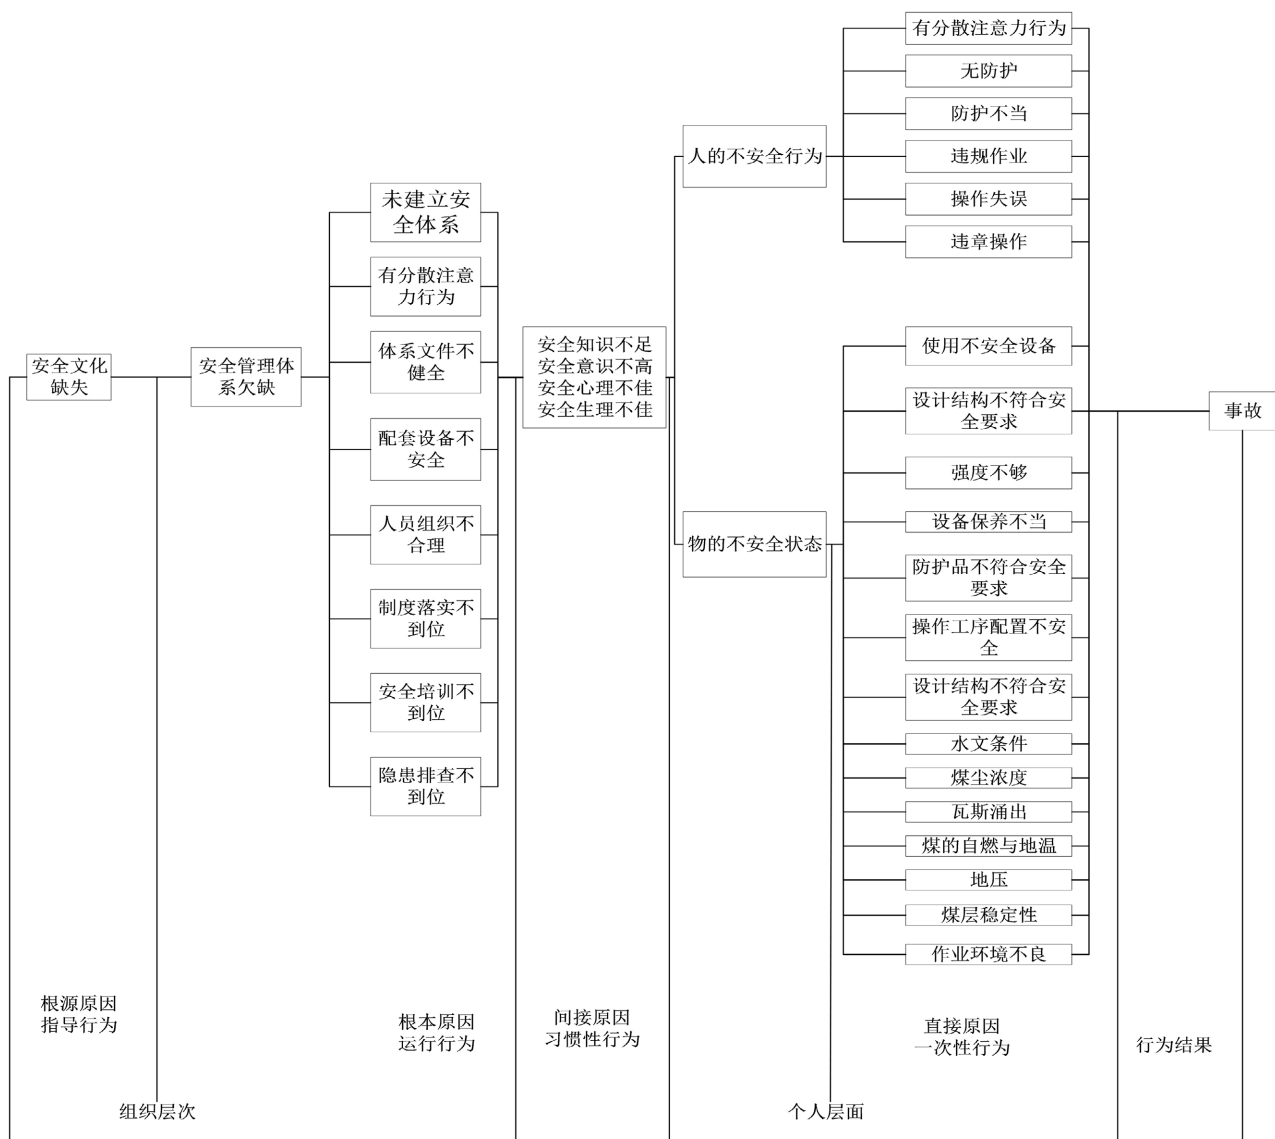 安全文化
缺失
安全管理体
系欠缺
未建立安
全体系
有分散注意
力行为
体系文件不
健全
配套设备不
安全
人员组织不
合理
制度落实不
到位
安全培训不
到位
隐患排查不
到位
安全知识不足
安全意识不高
安全心理不佳
安全生理不佳
人的不安全行为
物的不安全状态
有分散注意力行为
无防护
防护不当
违规作业
操作失误
违章操作
使用不安全设备
设计结构不符合安
全要求
强度不够
设备保养不当
防护品不符合安全
要求
操作工序配置不安
全
设计结构不符合安
全要求
水文条件
煤尘浓度
瓦斯涌出
煤的自燃与地温
地压
煤层稳定性
作业环境不良
事故
根源原因
指导行为
根本原因
运行行为
间接原因
习惯性行为
直接原因
一次性行为
行为结果
组织层次
个人层面